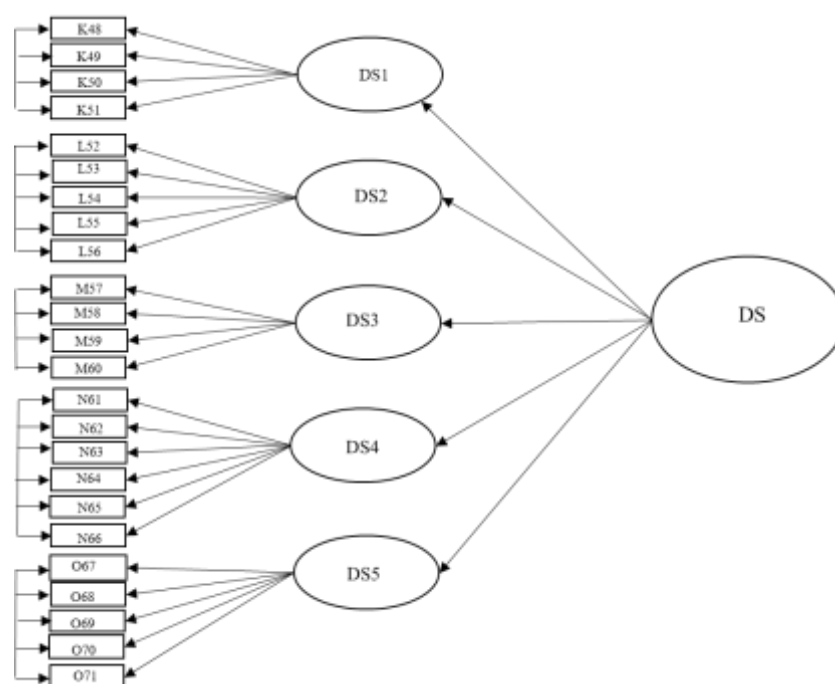 K48
K49
K50
K51
DS1
L52
L53
L54
L55
L56
DS2
M57
M58
M59
M60
DS3
DS
N61
N62
N63
N64
N65
N66
DS4
O67
O68
O69
O70
O71
DS5